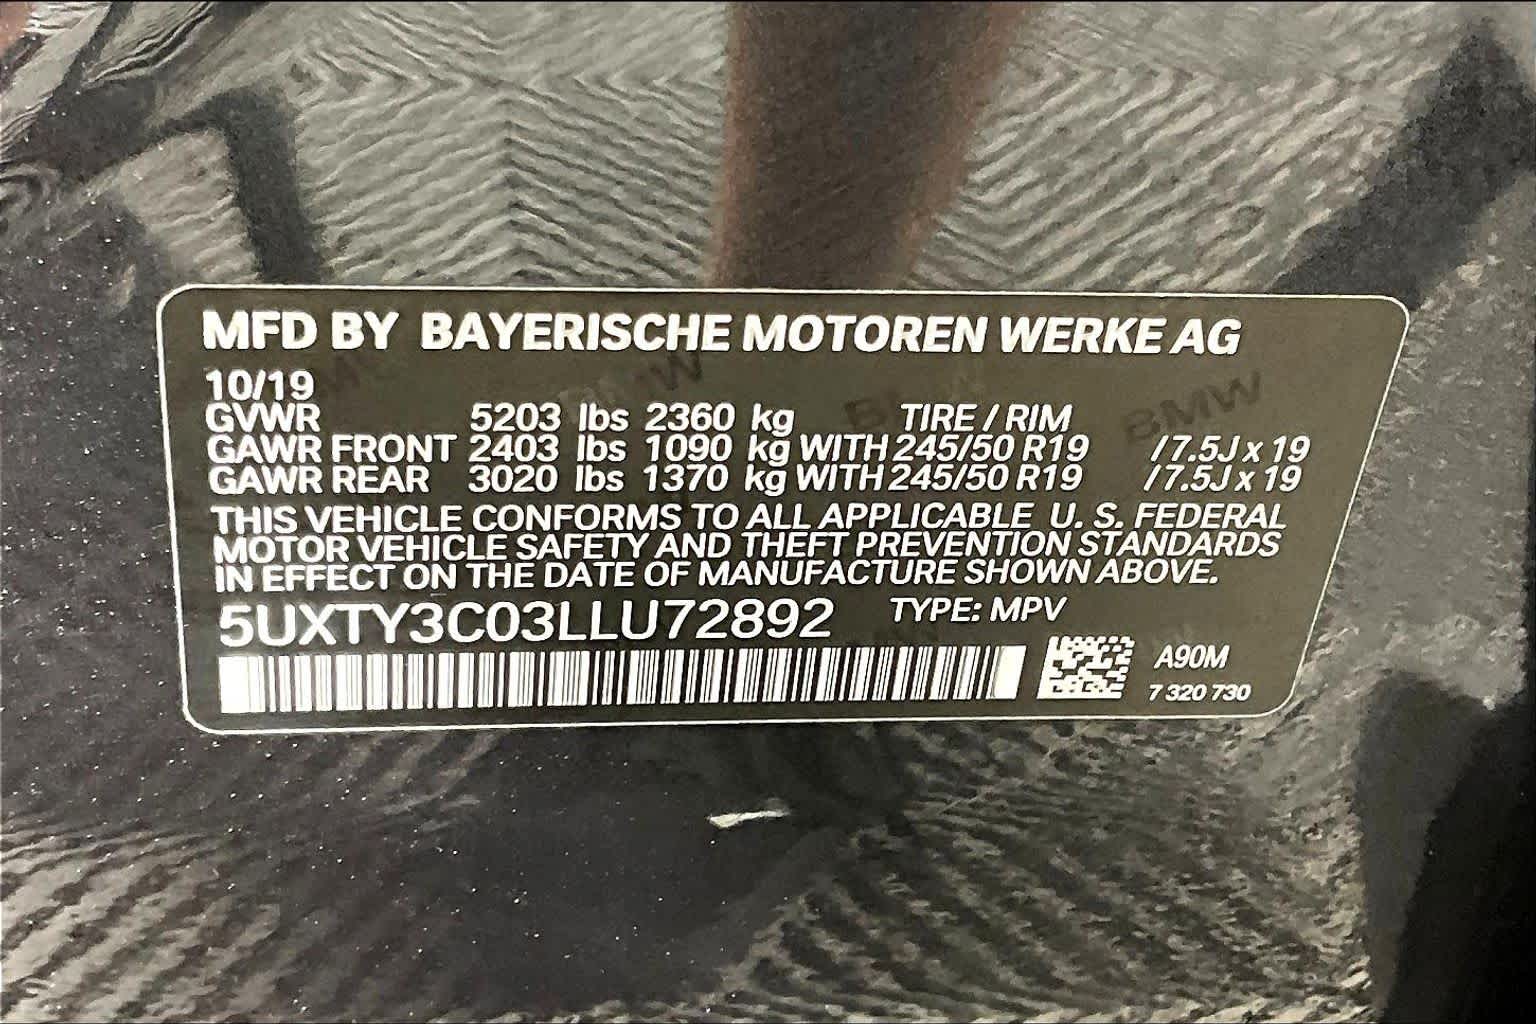 MFD BY BAYERISCHE MOTOREN WERKE AG
10/19
GVWR 5203 lbs 2360 kg TIRE / RIM
GAWR FRONT 2403 lbs 1090 kg WITH 245/50 R19 / 7.5J x 19
GAWR REAR 3020 lbs 1370 kg WITH 245/50 R19 / 7.5J x 19
THIS VEHICLE CONFORMS TO ALL APPLICABLE U. S. FEDERAL
MOTOR VEHICLE SAFETY AND THEFT PREVENTION STANDARDS
IN EFFECT ON THE DATE OF MANUFACTURE SHOWN ABOVE.
5UXTY3C03LLU72892 TYPE: MPV
A90M
7 320 730
BMW
BMW
BMW